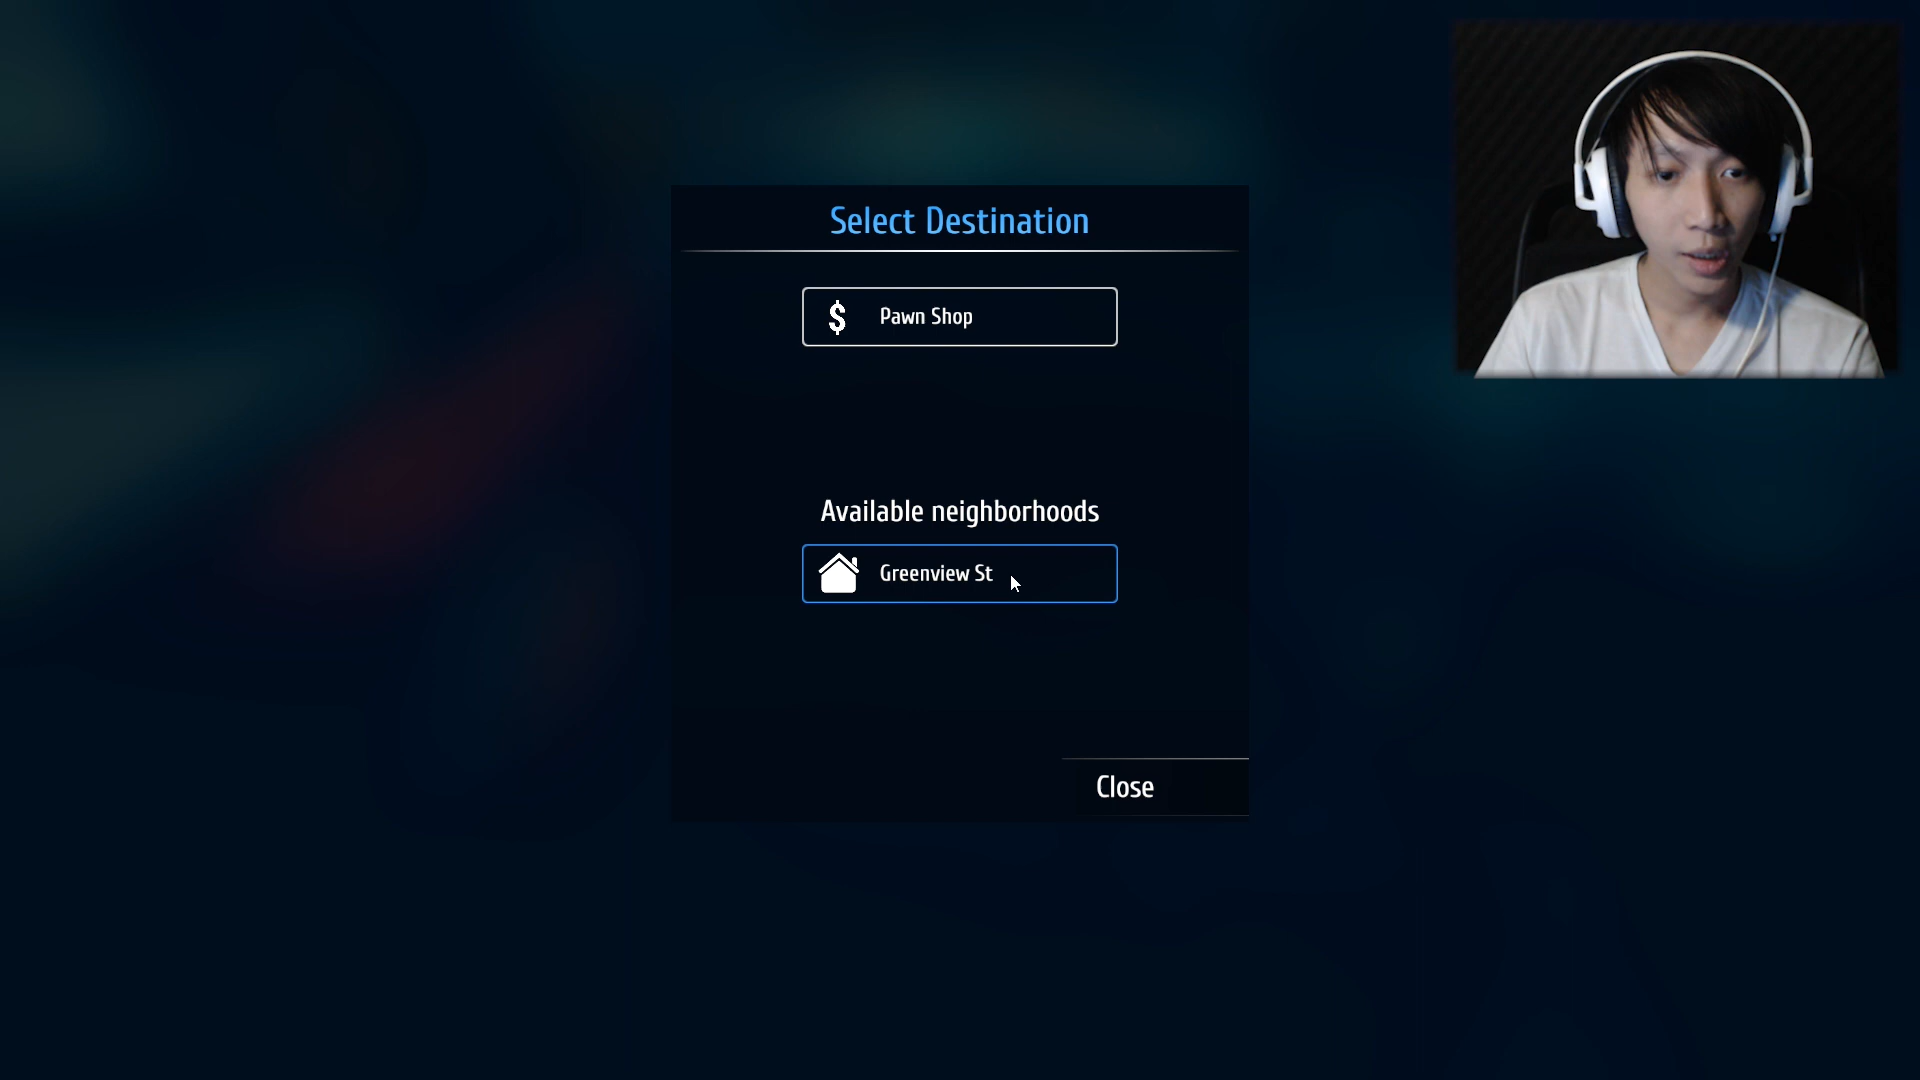 Select Destination
$ Pawn Shop
Available neighborhoods
Greenview St
Close